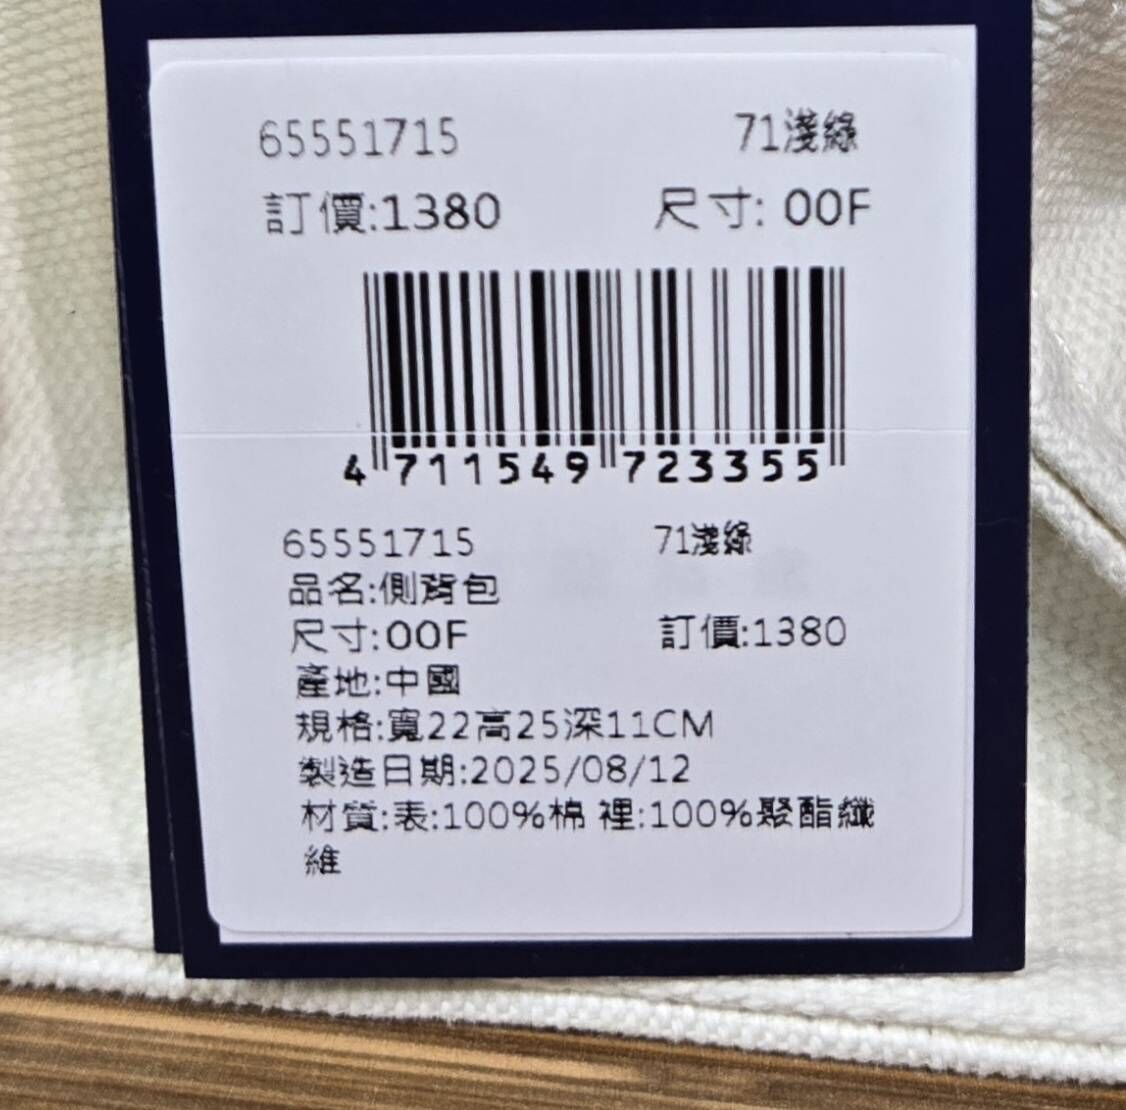 65551715 71淺綠
訂價:1380 尺寸: 00F
4 711549 723355
65551715 71淺綠
品名:側背包
尺寸:00F 訂價:1380
產地:中國
規格:寬22高25深11CM
製造日期:2025/08/12
材質:表:100%棉 裡:100%聚酯纖
維